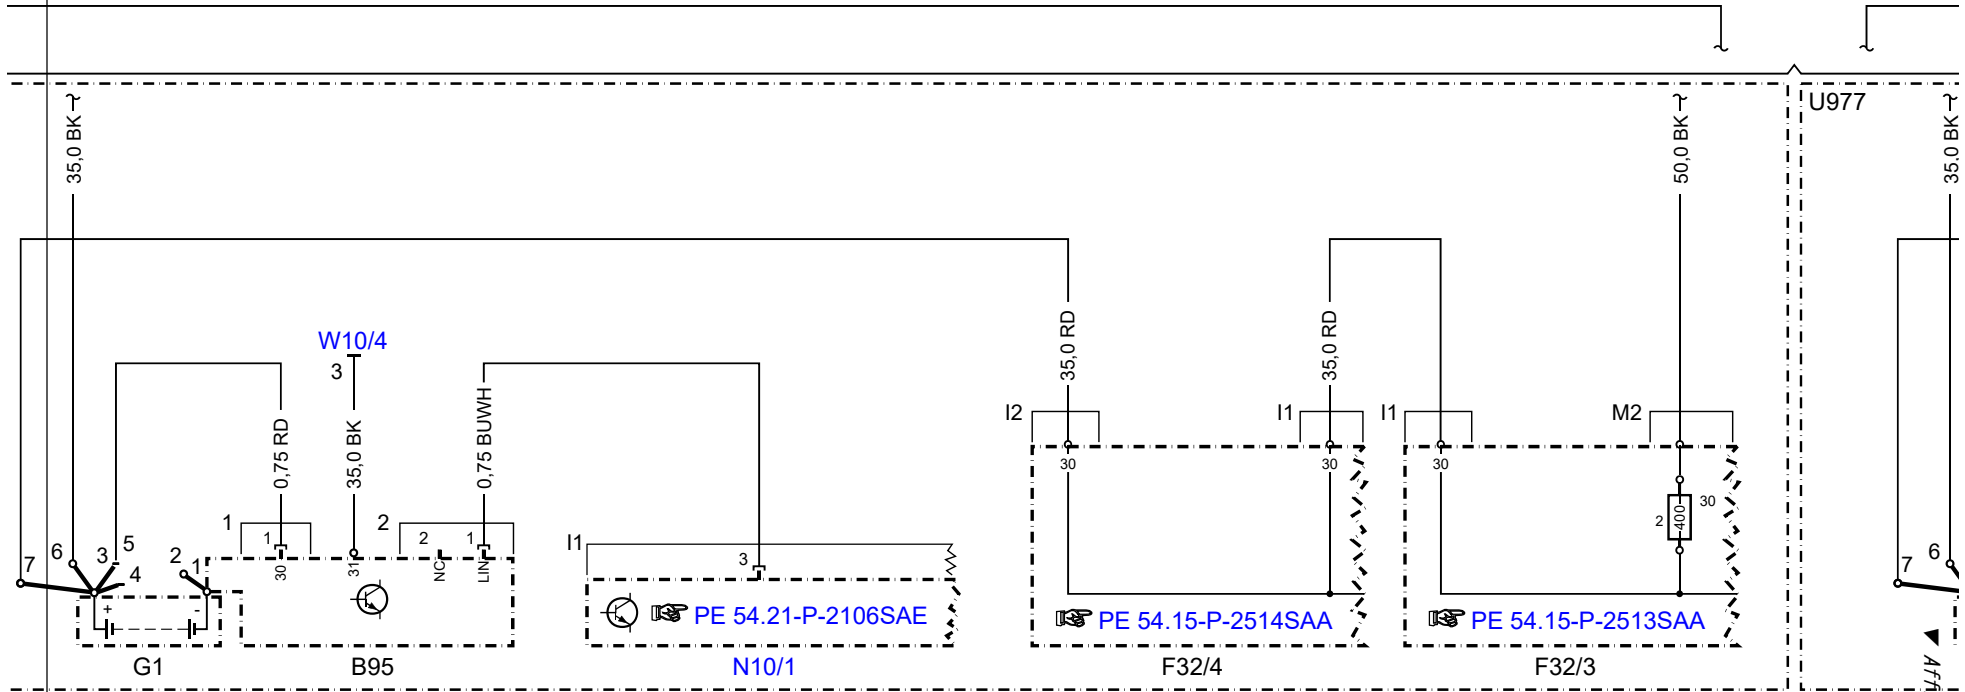 U977
35,0 BK
50,0 BK
35.0 BK
W10/4
3
35,0 RD
35,0 RD
0,75 RD
35,0 BK
0,75 BUWH
I2
I1
I1
M2
30
30
30
2
400
30
1
1
2
2
1
30
31
NC
LIN
I1
3
7
6
3
5
4
2
1
+
-
7
6
PE 54.21-P-2106SAE
PE 54.15-P-2514SAA
PE 54.15-P-2513SAA
G1
B95
N10/1
F32/4
F32/3